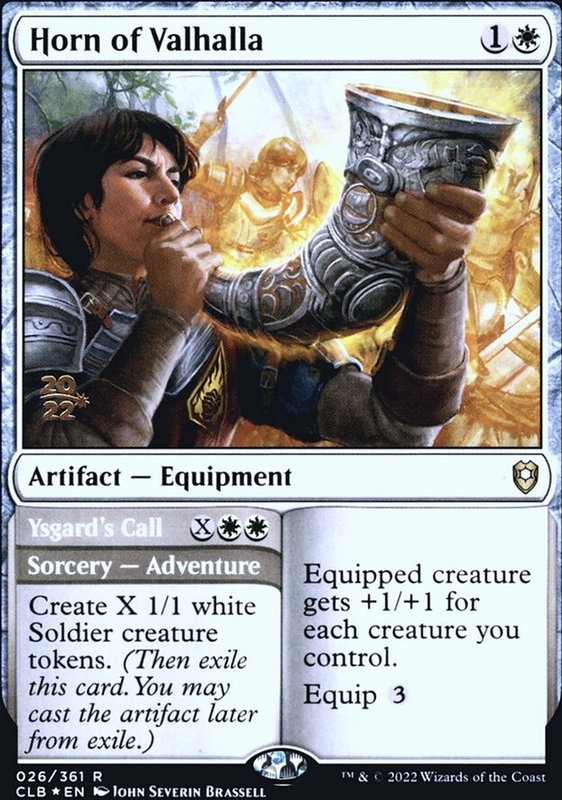 Horn of Valhalla 1
20
22
Artifact — Equipment
Ysgard's Call X
Sorcery — Adventure
Create X 1/1 white
Soldier creature
tokens. (Then exile
this card. You may
cast the artifact later
from exile.)
Equipped creature
gets +1/+1 for
each creature you
control.
Equip 3
026/361 R
CLB ★ EN John Severin Brassell
™ & © 2022 Wizards of the Coast